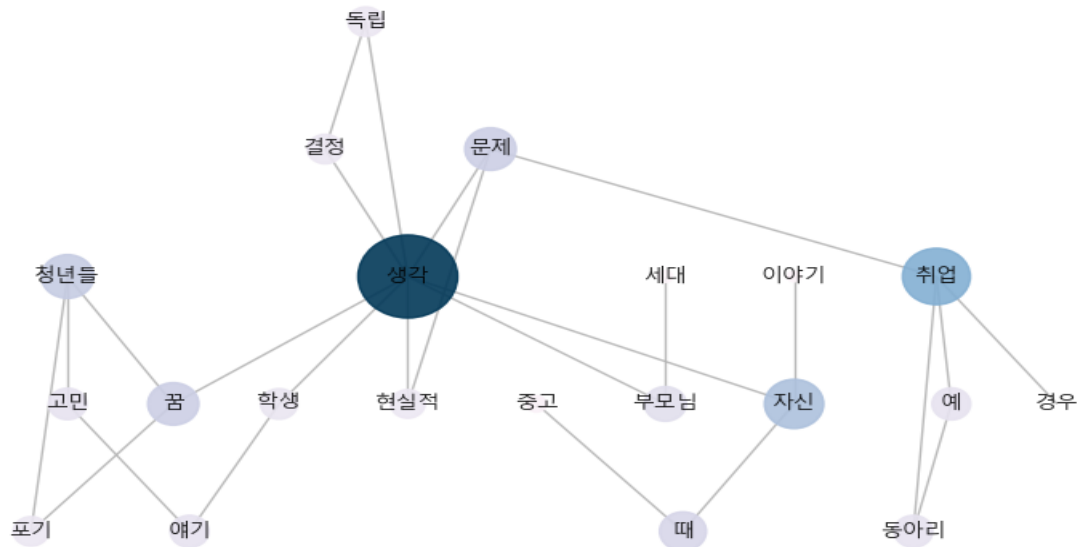 독립
결정
문제
청년들
생각
세대
이야기
취업
고민
꿈
학생
현실적
중고
부모님
자신
예
경우
포기
얘기
때
동아리